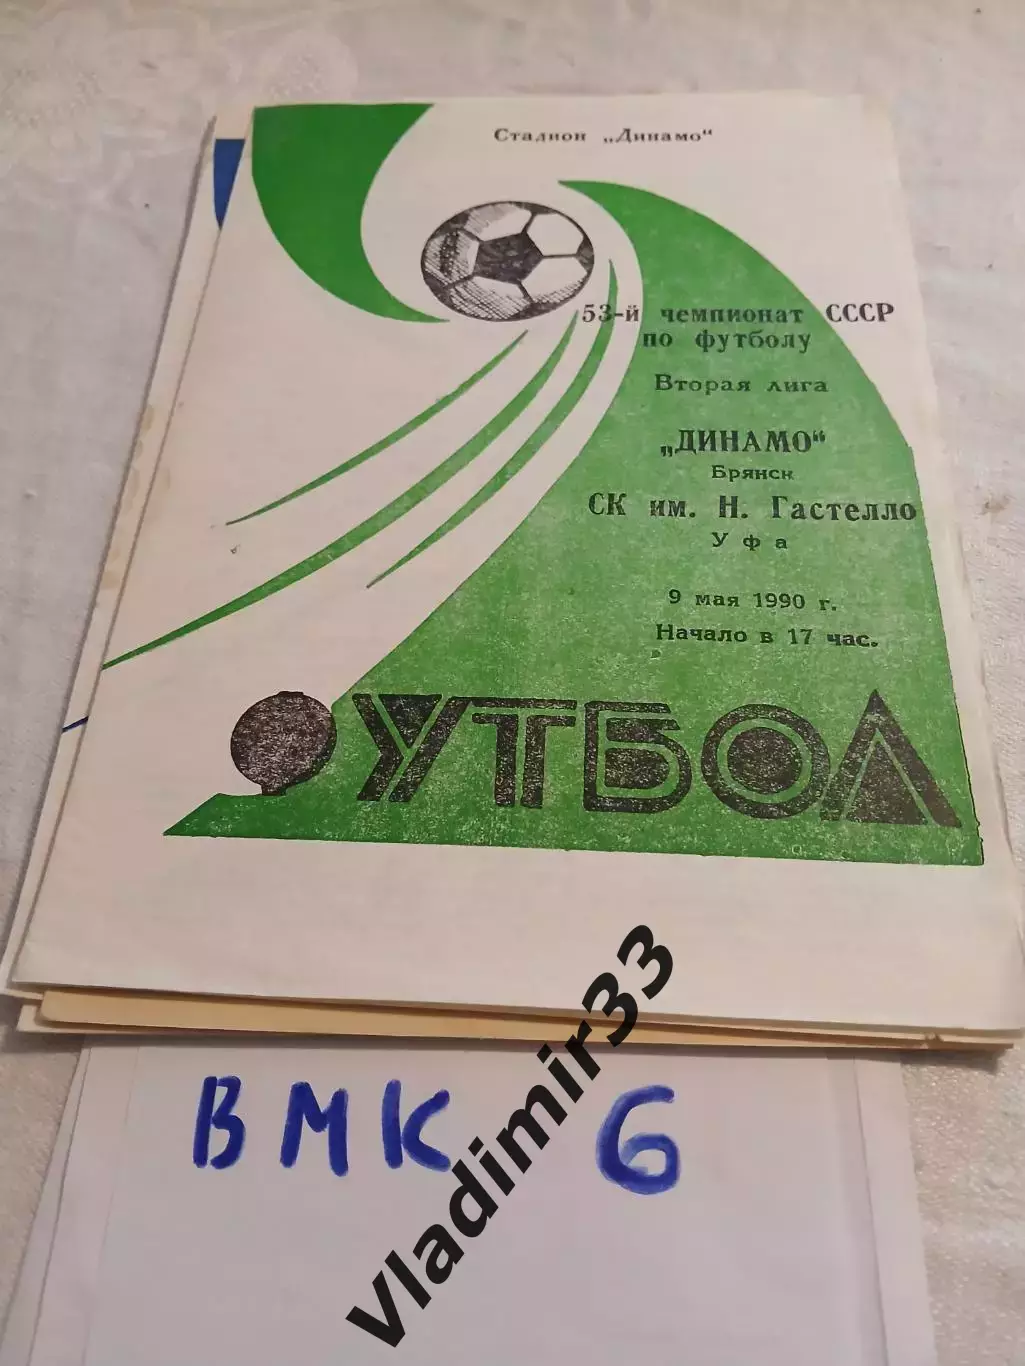 Стадион „Динамо“
53-й чемпионат СССР
по футболу
Вторая лига
„ДИНАМО“
Брянск
СК им. Н. Гастелло
Уфа
9 мая 1990 г.
Начало в 17 час.
ФУТБОЛ
ВМК 6
Vladimir33